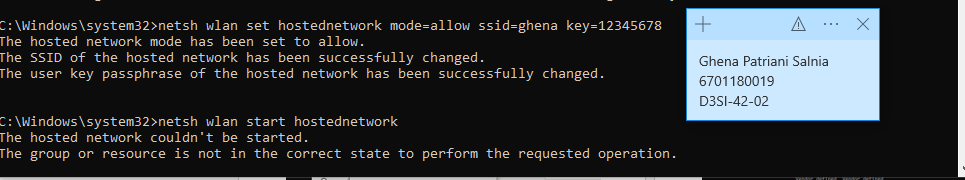 C:\Windows\system32>netsh wlan set hostednetwork mode=allow ssid=ghena key=12345678
The hosted network mode has been set to allow.
The SSID of the hosted network has been successfully changed.
The user key passphrase of the hosted network has been successfully changed.
C:\Windows\system32>netsh wlan start hostednetwork
The hosted network couldn't be started.
The group or resource is not in the correct state to perform the requested operation.
Ghena Patriani Salnia
6701180019
D3SI-42-02